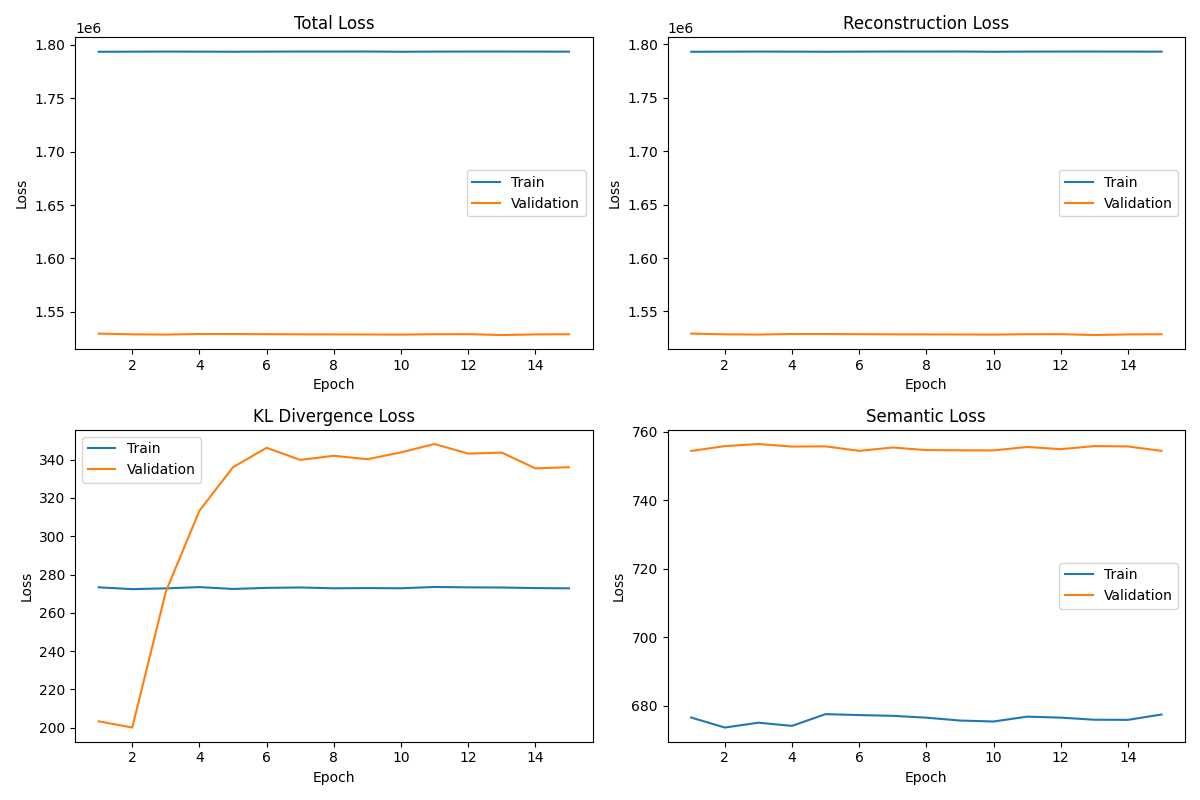 Total Loss
1e6
1.80
1.75
1.70
1.65
1.60
1.55
Loss
Train
Validation
2 4 6 8 10 12 14
Epoch
Reconstruction Loss
1e6
1.80
1.75
1.70
1.65
1.60
1.55
Loss
Train
Validation
2 4 6 8 10 12 14
Epoch
KL Divergence Loss
Train
Validation
340
320
300
280
260
240
220
200
Loss
2 4 6 8 10 12 14
Epoch
Semantic Loss
760
740
720
700
680
Loss
Train
Validation
2 4 6 8 10 12 14
Epoch